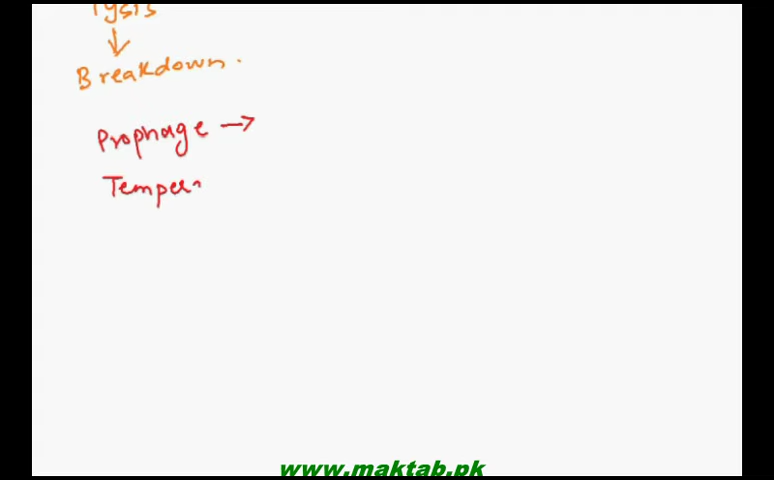 lysis
Breakdown.
Prophage →
Temper
www.maktab.pk